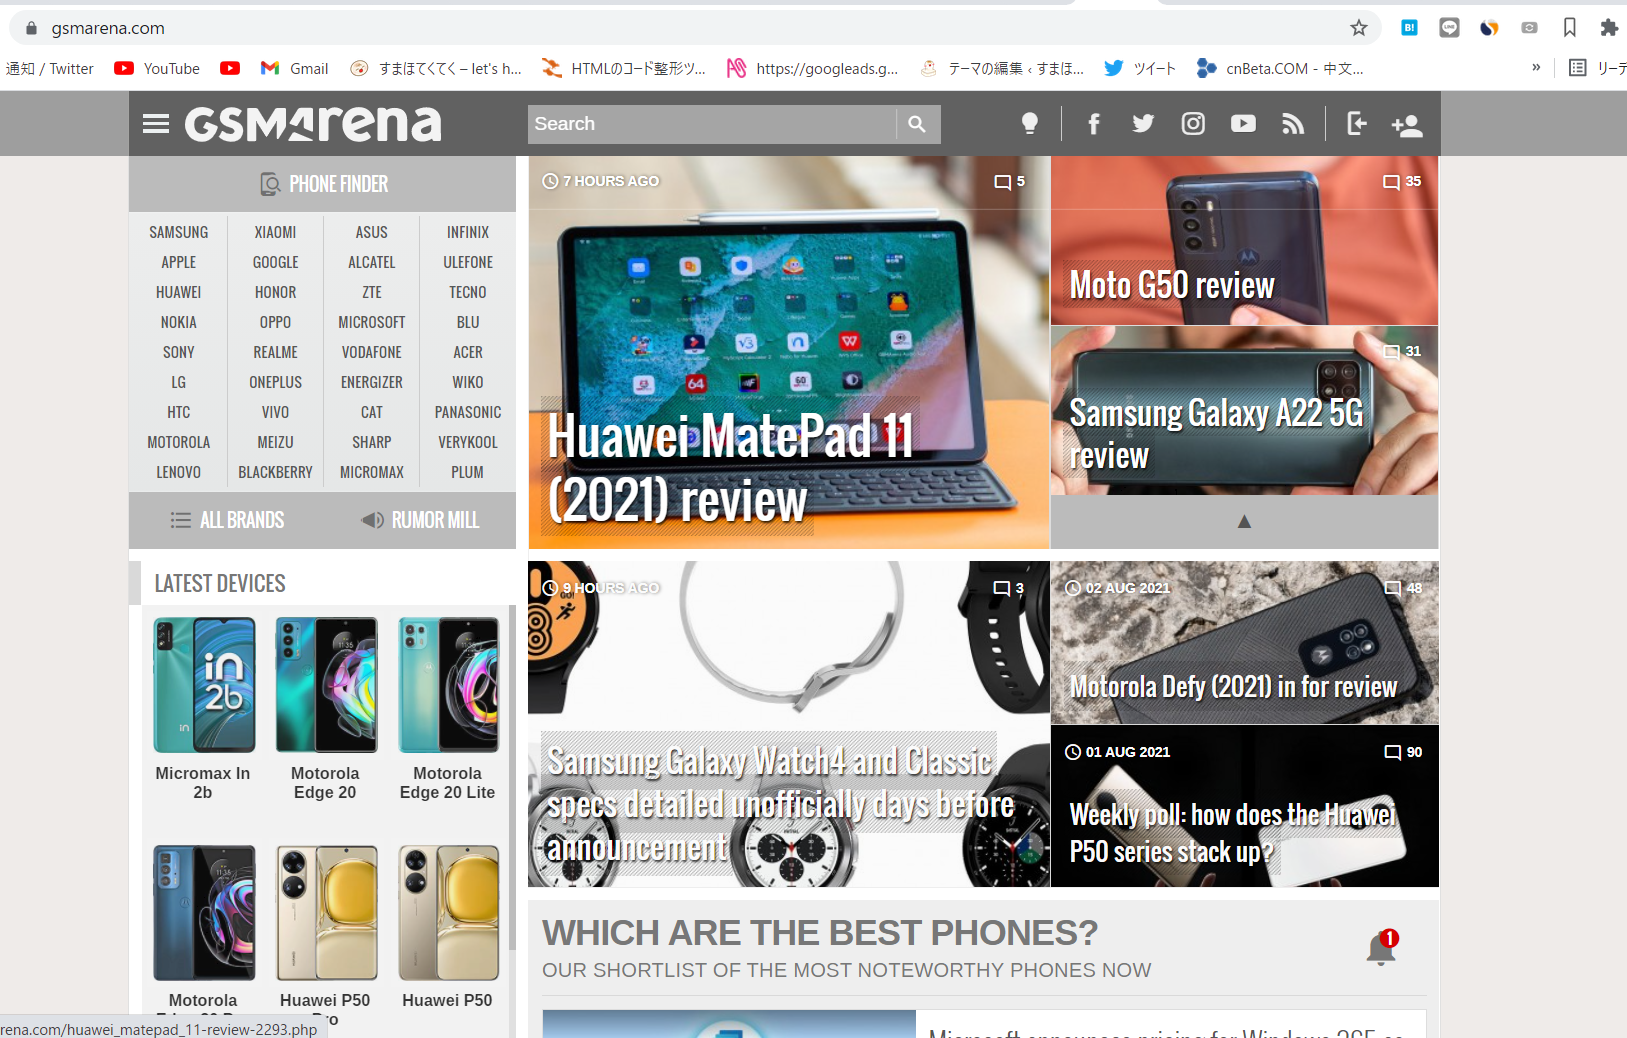 gsmarena.com
通知 / Twitter
YouTube
Gmail
すまほてくてく – let's h...
HTMLのコード整形ツ...
https://googleads.g...
テーマの編集 ‹ すまほ...
ツイート
cnBeta.COM - 中文...
»
リーデ
GSMArena
Search
PHONE FINDER
SAMSUNG XIAOMI ASUS INFINIX
APPLE GOOGLE ALCATEL ULEFONE
HUAWEI HONOR ZTE TECNO
NOKIA OPPO MICROSOFT BLU
SONY REALME VODAFONE ACER
LG ONEPLUS ENERGIZER WIKO
HTC VIVO CAT PANASONIC
MOTOROLA MEIZU SHARP VERYKOOL
LENOVO BLACKBERRY MICROMAX PLUM
ALL BRANDS
RUMOR MILL
7 HOURS AGO
5
Huawei MatePad 11
(2021) review
35
Moto G50 review
31
Samsung Galaxy A22 5G
review
▲
LATEST DEVICES
in
2b
Micromax In
2b
Motorola
Edge 20
Motorola
Edge 20 Lite
Motorola
Huawei P50
Pro
Huawei P50
9 HOURS AGO
3
Samsung Galaxy Watch4 and Classic
specs detailed unofficially days before
announcement
02 AUG 2021
48
Motorola Defy (2021) in for review
01 AUG 2021
90
Weekly poll: how does the Huawei
P50 series stack up?
WHICH ARE THE BEST PHONES?
OUR SHORTLIST OF THE MOST NOTEWORTHY PHONES NOW
1
Microsoft announces pricing for Windows 365 as
rena.com/huawei_matepad_11-review-2293.php